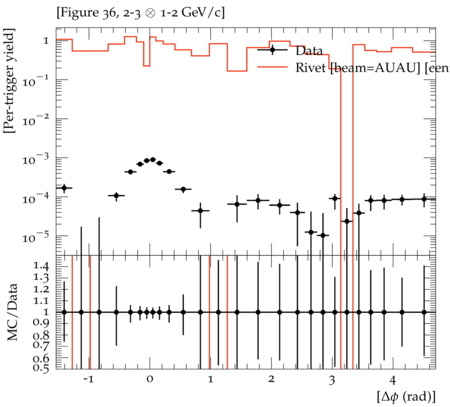 [Figure 36, 2-3 ⊗ 1-2 GeV/c]
[Per-trigger yield]
1
10⁻¹
10⁻²
10⁻³
10⁻⁴
10⁻⁵
Data
Rivet [beam=AUAU] [cen
MC/Data
1.4
1.3
1.2
1.1
1
0.9
0.8
0.7
0.6
0.5
-1 0 1 2 3 4
[Δϕ (rad)]